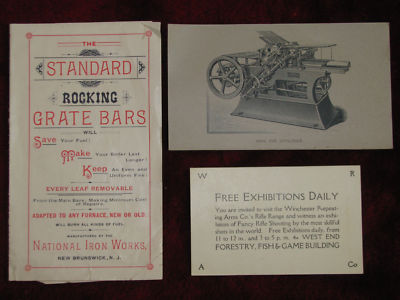 THE
STANDARD
ROCKING
GRATE BARS
WILL
Save Your Fuel!
Make Your Boiler Last
Longer!
Keep An Even and
Uniform Fire!
EVERY LEAF REMOVABLE
From the Main Bars, Making Minimum Cost
of Repairs.
ADAPTED TO ANY FURNACE, NEW OR OLD.
WILL BURN ALL KINDS OF FUEL.
MANUFACTURED BY THE
NATIONAL IRON WORKS,
NEW BRUNSWICK, N. J.
W R
FREE EXHIBITIONS DAILY
You are invited to visit the Winchester Repeat-
ing Arms Co.'s Rifle Range and witness an exhib-
ition of Fancy Rifle Shooting by the most skillful
shots in the world. Free Exhibitions daily, from
11 to 12 m. and 3 to 5 p. m. WEST END
FORESTRY, FISH & GAME BUILDING
A Co